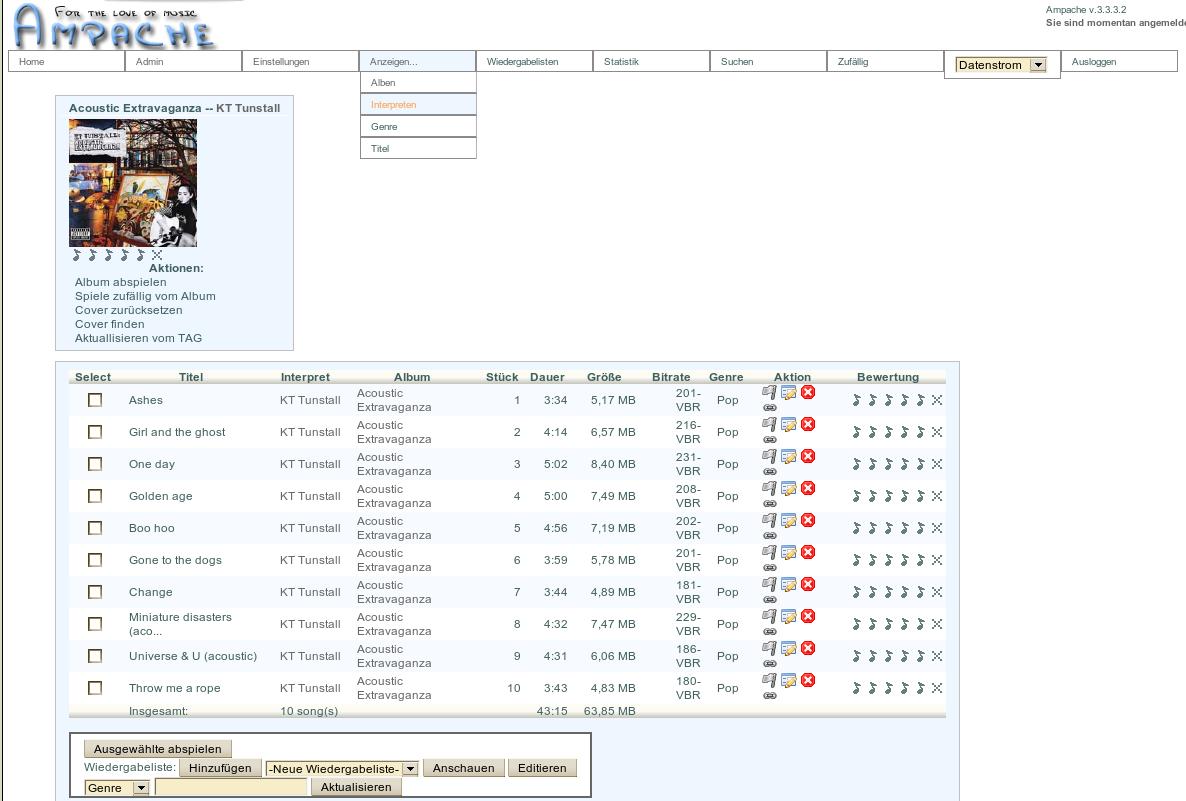 FOR THE LOVE OF MUSIC
AMPACHE
Ampache v.3.3.3.2
Sie sind momentan angemelde
Home Admin Einstellungen Anzeigen... Wiedergabelisten Statistik Suchen Zufällig Datenstrom Ausloggen
Alben
Interpreten
Genre
Titel
Acoustic Extravaganza -- KT Tunstall
KT TUNSTALL:
Aktionen:
Album abspielen
Spiele zufällig vom Album
Cover zurücksetzen
Cover finden
Aktuallisieren vom TAG
Select Titel Interpret Album Stück Dauer Größe Bitrate Genre Aktion Bewertung
Ashes KT Tunstall Acoustic Extravaganza 1 3:34 5,17 MB 201-VBR Pop
Girl and the ghost KT Tunstall Acoustic Extravaganza 2 4:14 6,57 MB 216-VBR Pop
One day KT Tunstall Acoustic Extravaganza 3 5:02 8,40 MB 231-VBR Pop
Golden age KT Tunstall Acoustic Extravaganza 4 5:00 7,49 MB 208-VBR Pop
Boo hoo KT Tunstall Acoustic Extravaganza 5 4:56 7,19 MB 202-VBR Pop
Gone to the dogs KT Tunstall Acoustic Extravaganza 6 3:59 5,78 MB 201-VBR Pop
Change KT Tunstall Acoustic Extravaganza 7 3:44 4,89 MB 181-VBR Pop
Miniature disasters (aco... KT Tunstall Acoustic Extravaganza 8 4:32 7,47 MB 229-VBR Pop
Universe & U (acoustic) KT Tunstall Acoustic Extravaganza 9 4:31 6,06 MB 186-VBR Pop
Throw me a rope KT Tunstall Acoustic Extravaganza 10 3:43 4,83 MB 180-VBR Pop
Insgesamt: 10 song(s) 43:15 63,85 MB
Ausgewählte abspielen
Wiedergabeliste: Hinzufügen -Neue Wiedergabeliste- Anschauen Editieren
Genre Aktualisieren